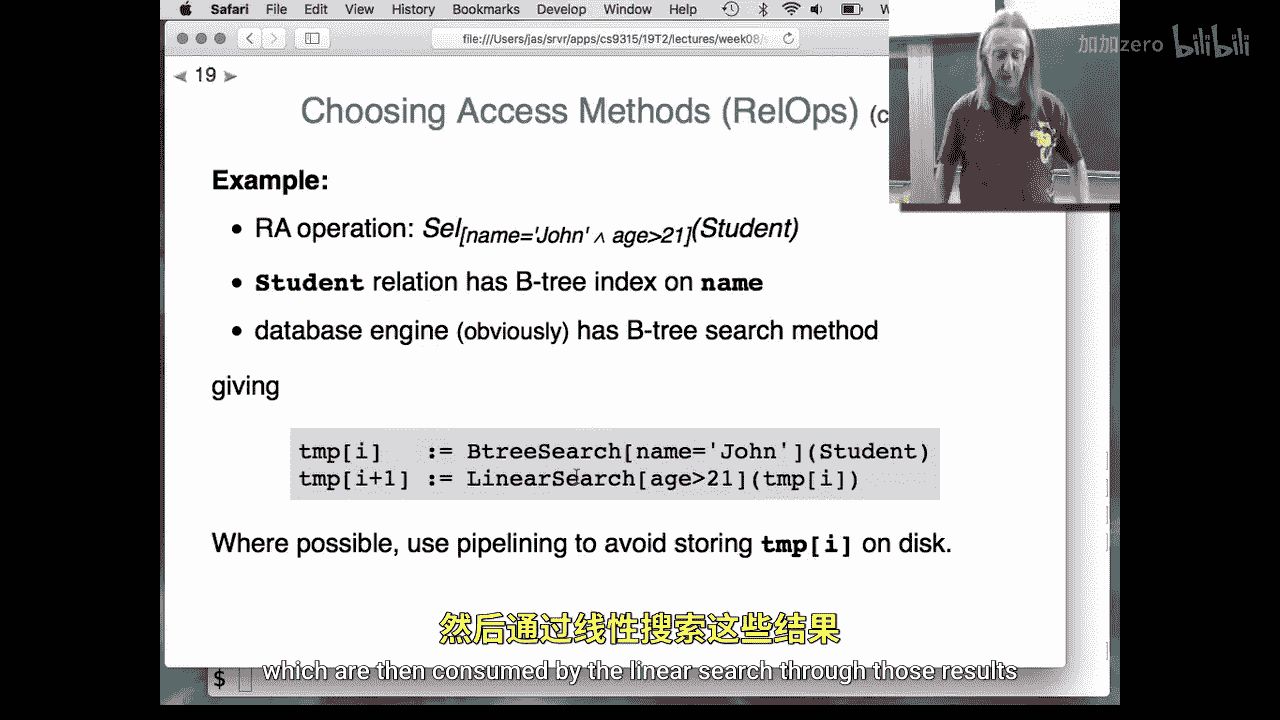 Safari File Edit View History Bookmarks Develop Window Help
file:///Users/jas/srvr/apps/cs9315/19T2/lectures/week08/
加加zero bilibili
◀ 19 ▶
Choosing Access Methods (RelOps) (c
Example:
• RA operation: Sel[name='John' ∧ age>21](Student)
• Student relation has B-tree index on name
• database engine (obviously) has B-tree search method
giving
tmp[i] := BtreeSearch[name='John'](Student)
tmp[i+1] := LinearSearch[age>21](tmp[i])
Where possible, use pipelining to avoid storing tmp[i] on disk.
然后通过线性搜索这些结果
which are then consumed by the linear search through those results
$